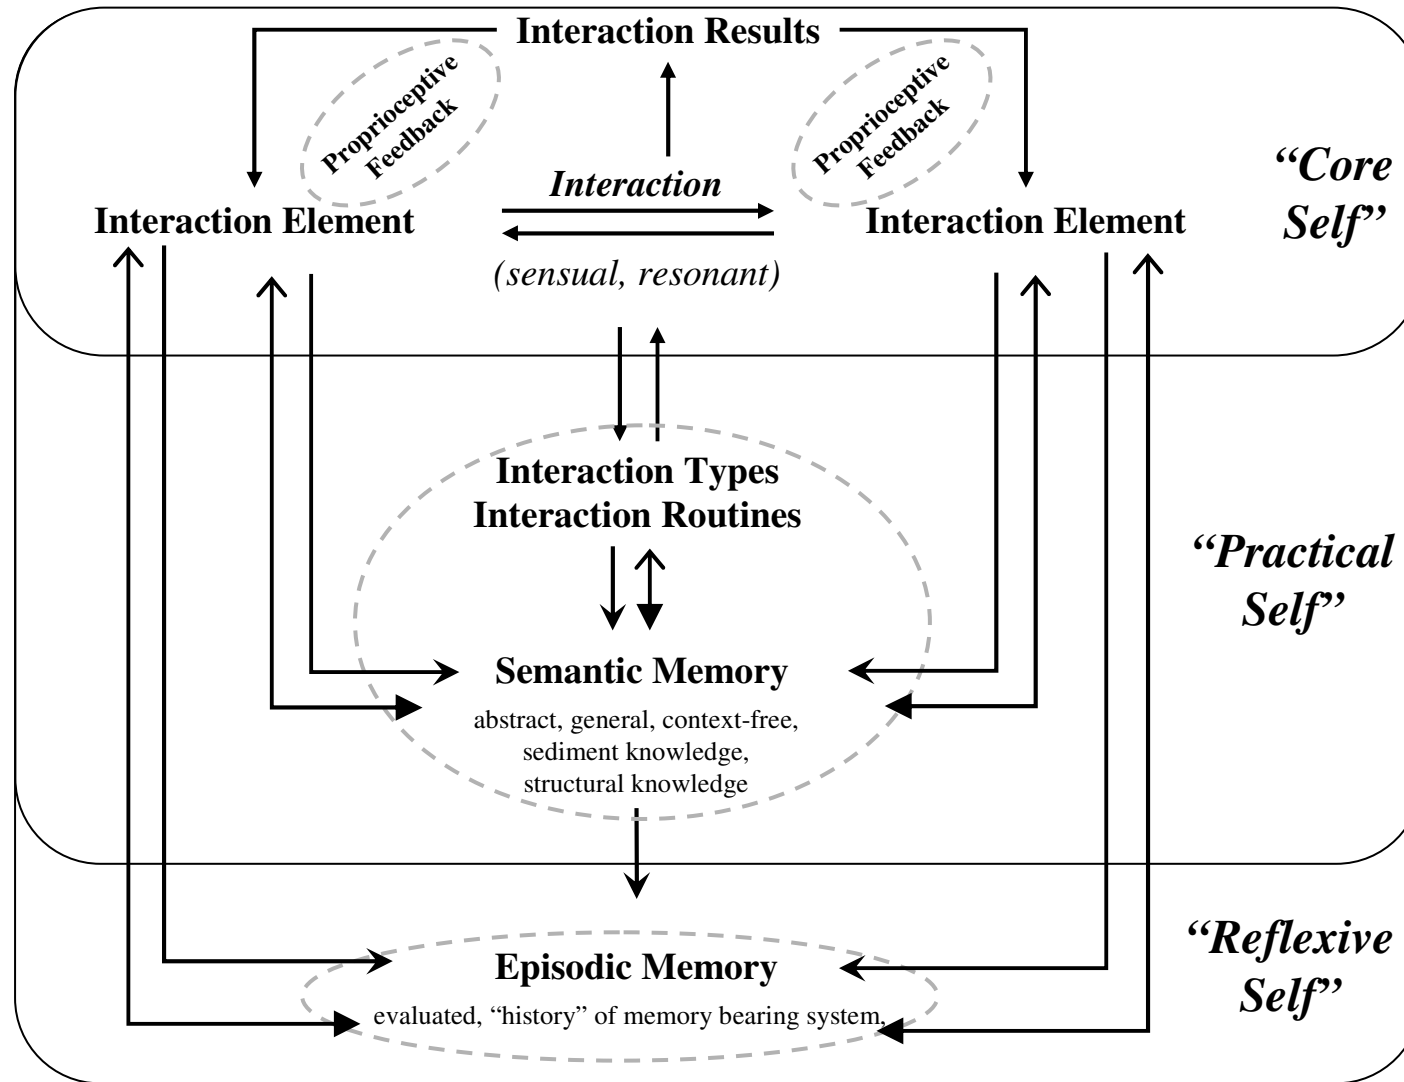 Interaction Results
Proprioceptive
Feedback
Proprioceptive
Feedback
Interaction
“Core
Self”
Interaction Element
Interaction Element
(sensual, resonant)
Interaction Types
Interaction Routines
“Practical
Self”
Semantic Memory
abstract, general, context-free,
sediment knowledge,
structural knowledge
“Reflexive
Self”
Episodic Memory
evaluated, “history” of memory bearing system,